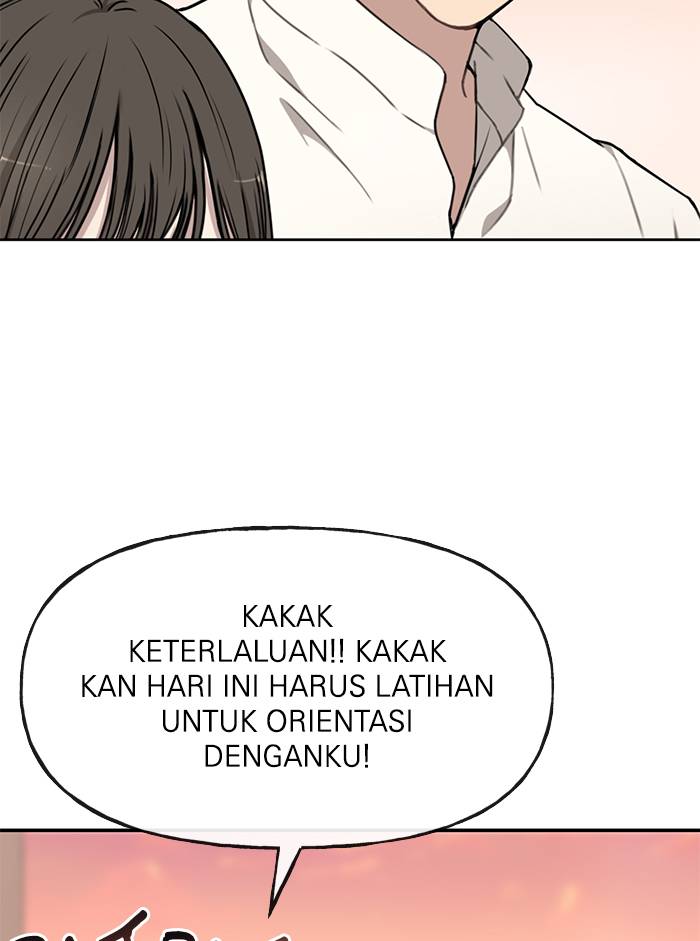 KAKAK
KETERLALUAN!! KAKAK
KAN HARI INI HARUS LATIHAN
UNTUK ORIENTASI
DENGANKU!